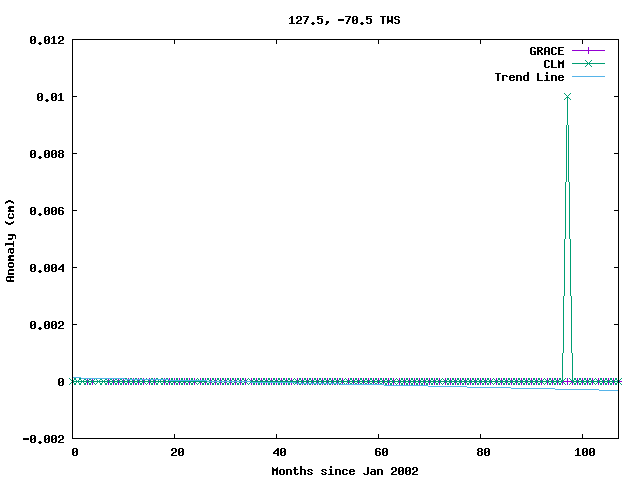 127.5, -70.5 TWS
GRACE
CLM
Trend Line
0.012
0.01
0.008
0.006
0.004
0.002
0
-0.002
Anomaly (cm)
0 20 40 60 80 100
Months since Jan 2002